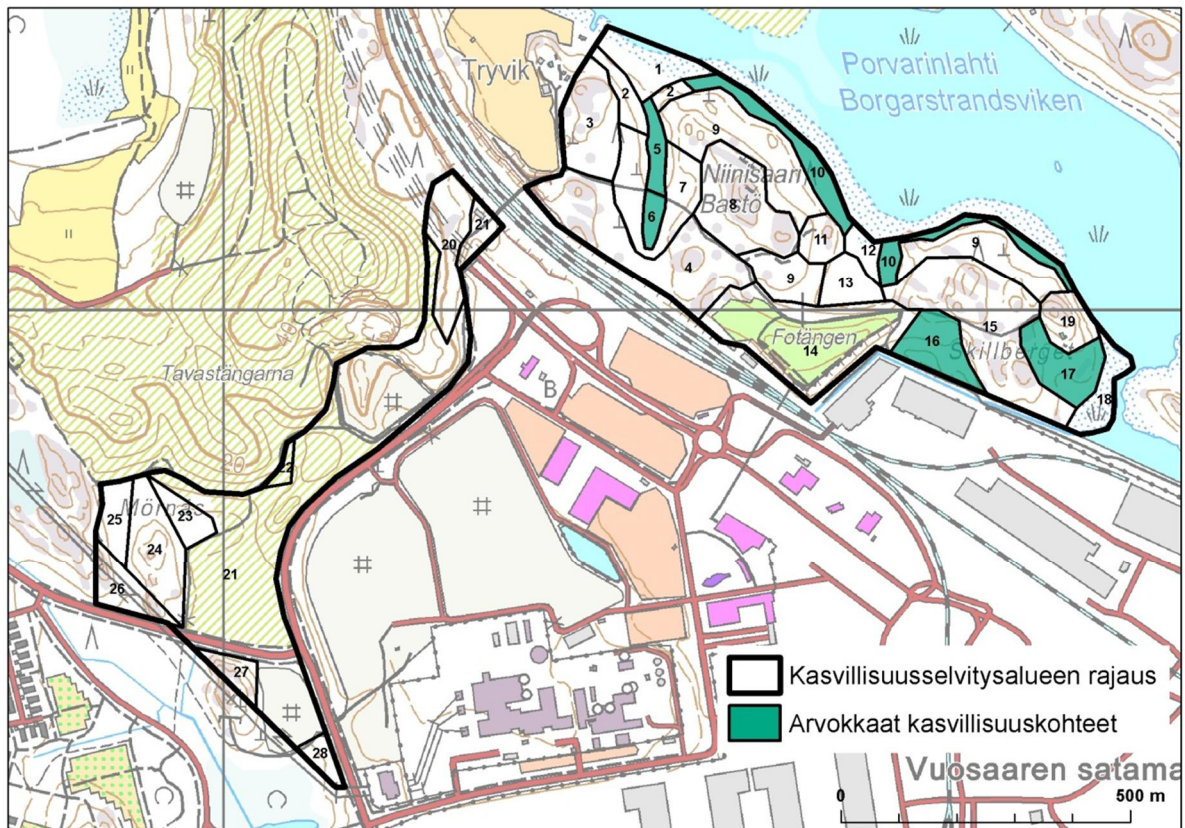 Tryvik
Porvarinlahti
Borgarstrandsviken
1
2
2
3
9
5
10
Niinisaari
Bastö
7
8
6
21
20
11
12
9
10
4
9
13
19
15
Fotängen
14
16
Skillberget
17
18
Tavastängarna
B
20
22
Mörnäs
25
23
24
21
26
27
28
Kasvillisuusselvitysalueen rajaus
Arvokkaat kasvillisuuskohteet
Vuosaaren satama
0
500 m